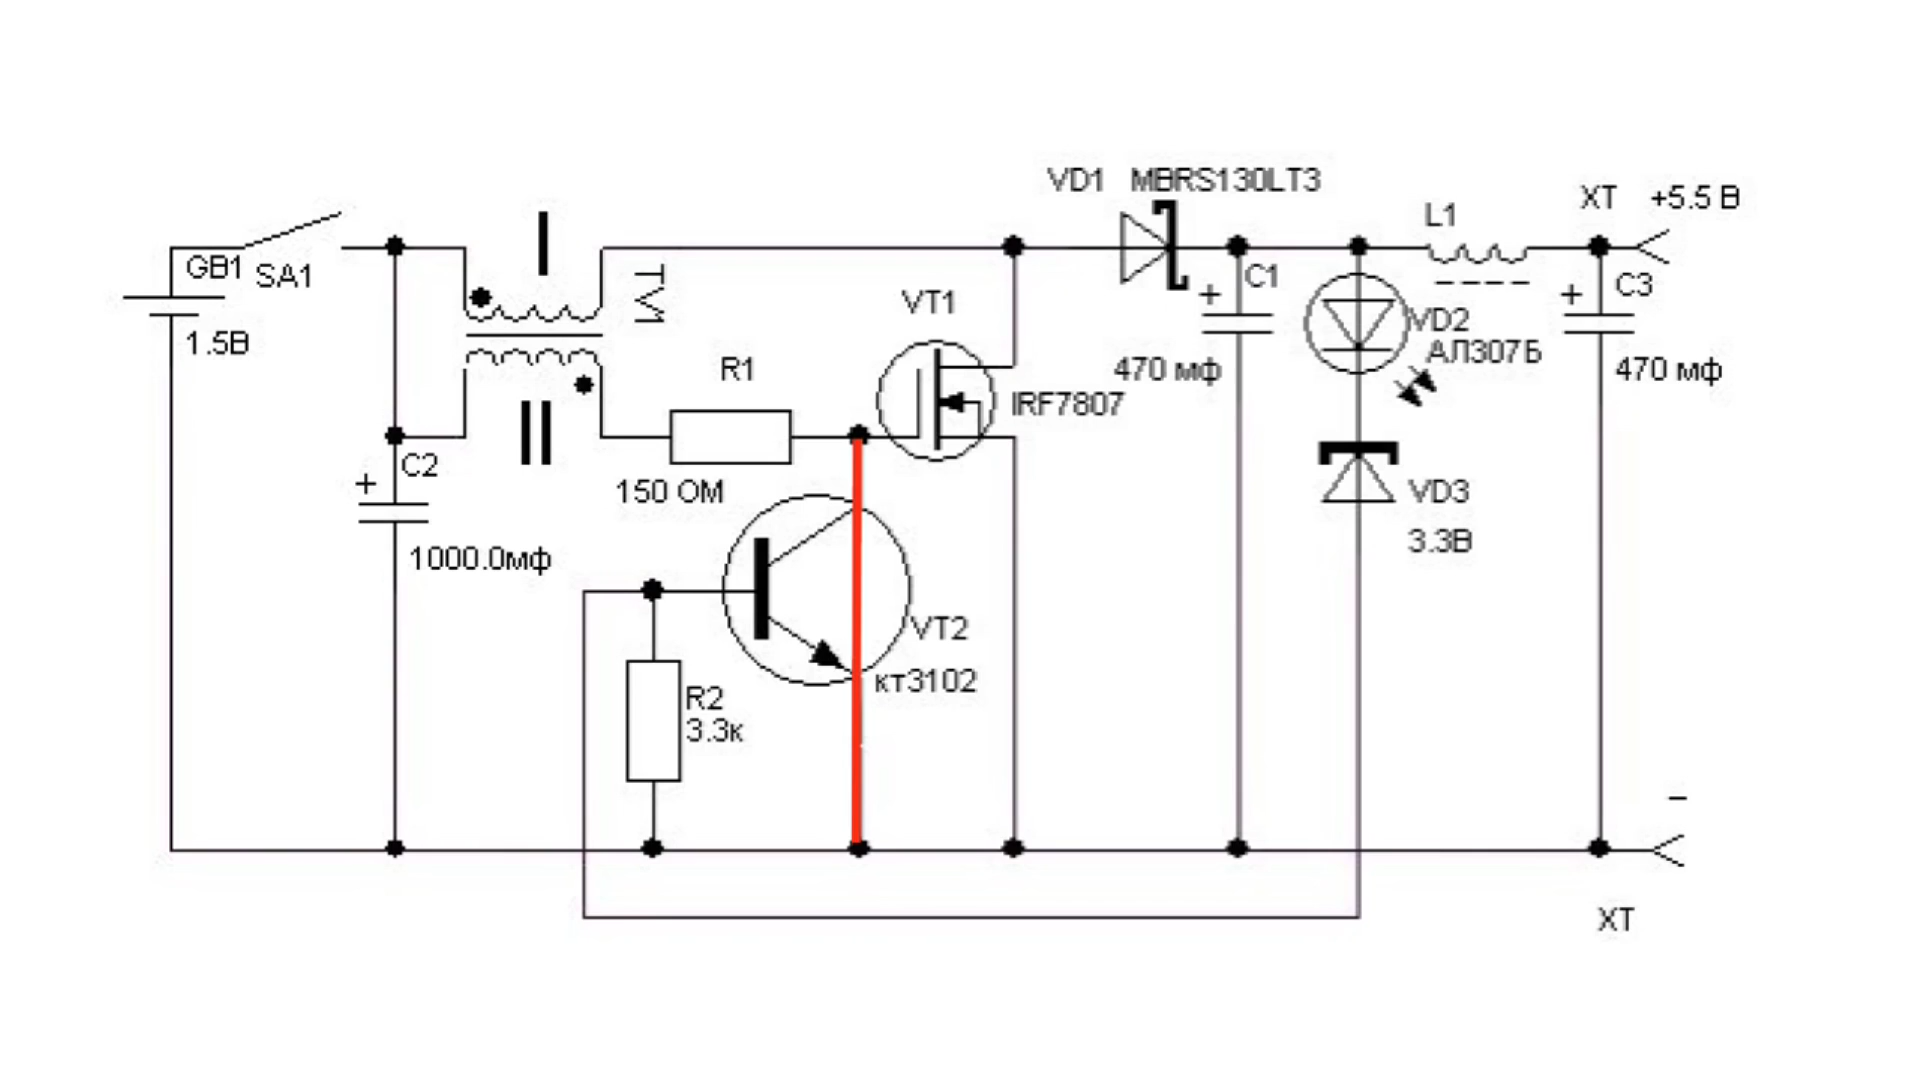 VD1 MBRS130LT3
XT +5.5 В
L1
GB1
SA1
I
C1
C3
1.5В
VT1
VD2
АЛ307Б
R1
470 мф
470 мф
IRF7807
II
C2
+
+
+
150 ОМ
VD3
3.3В
1000.0мф
VT2
кт3102
R2
3.3к
–
XT